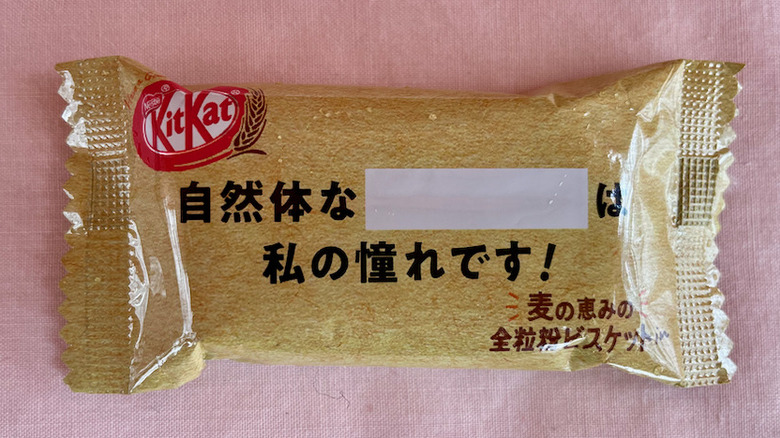 Nestlé
KitKat
自然体な は
私の憧れです!
麦の恵みの
全粒粉ビスケット